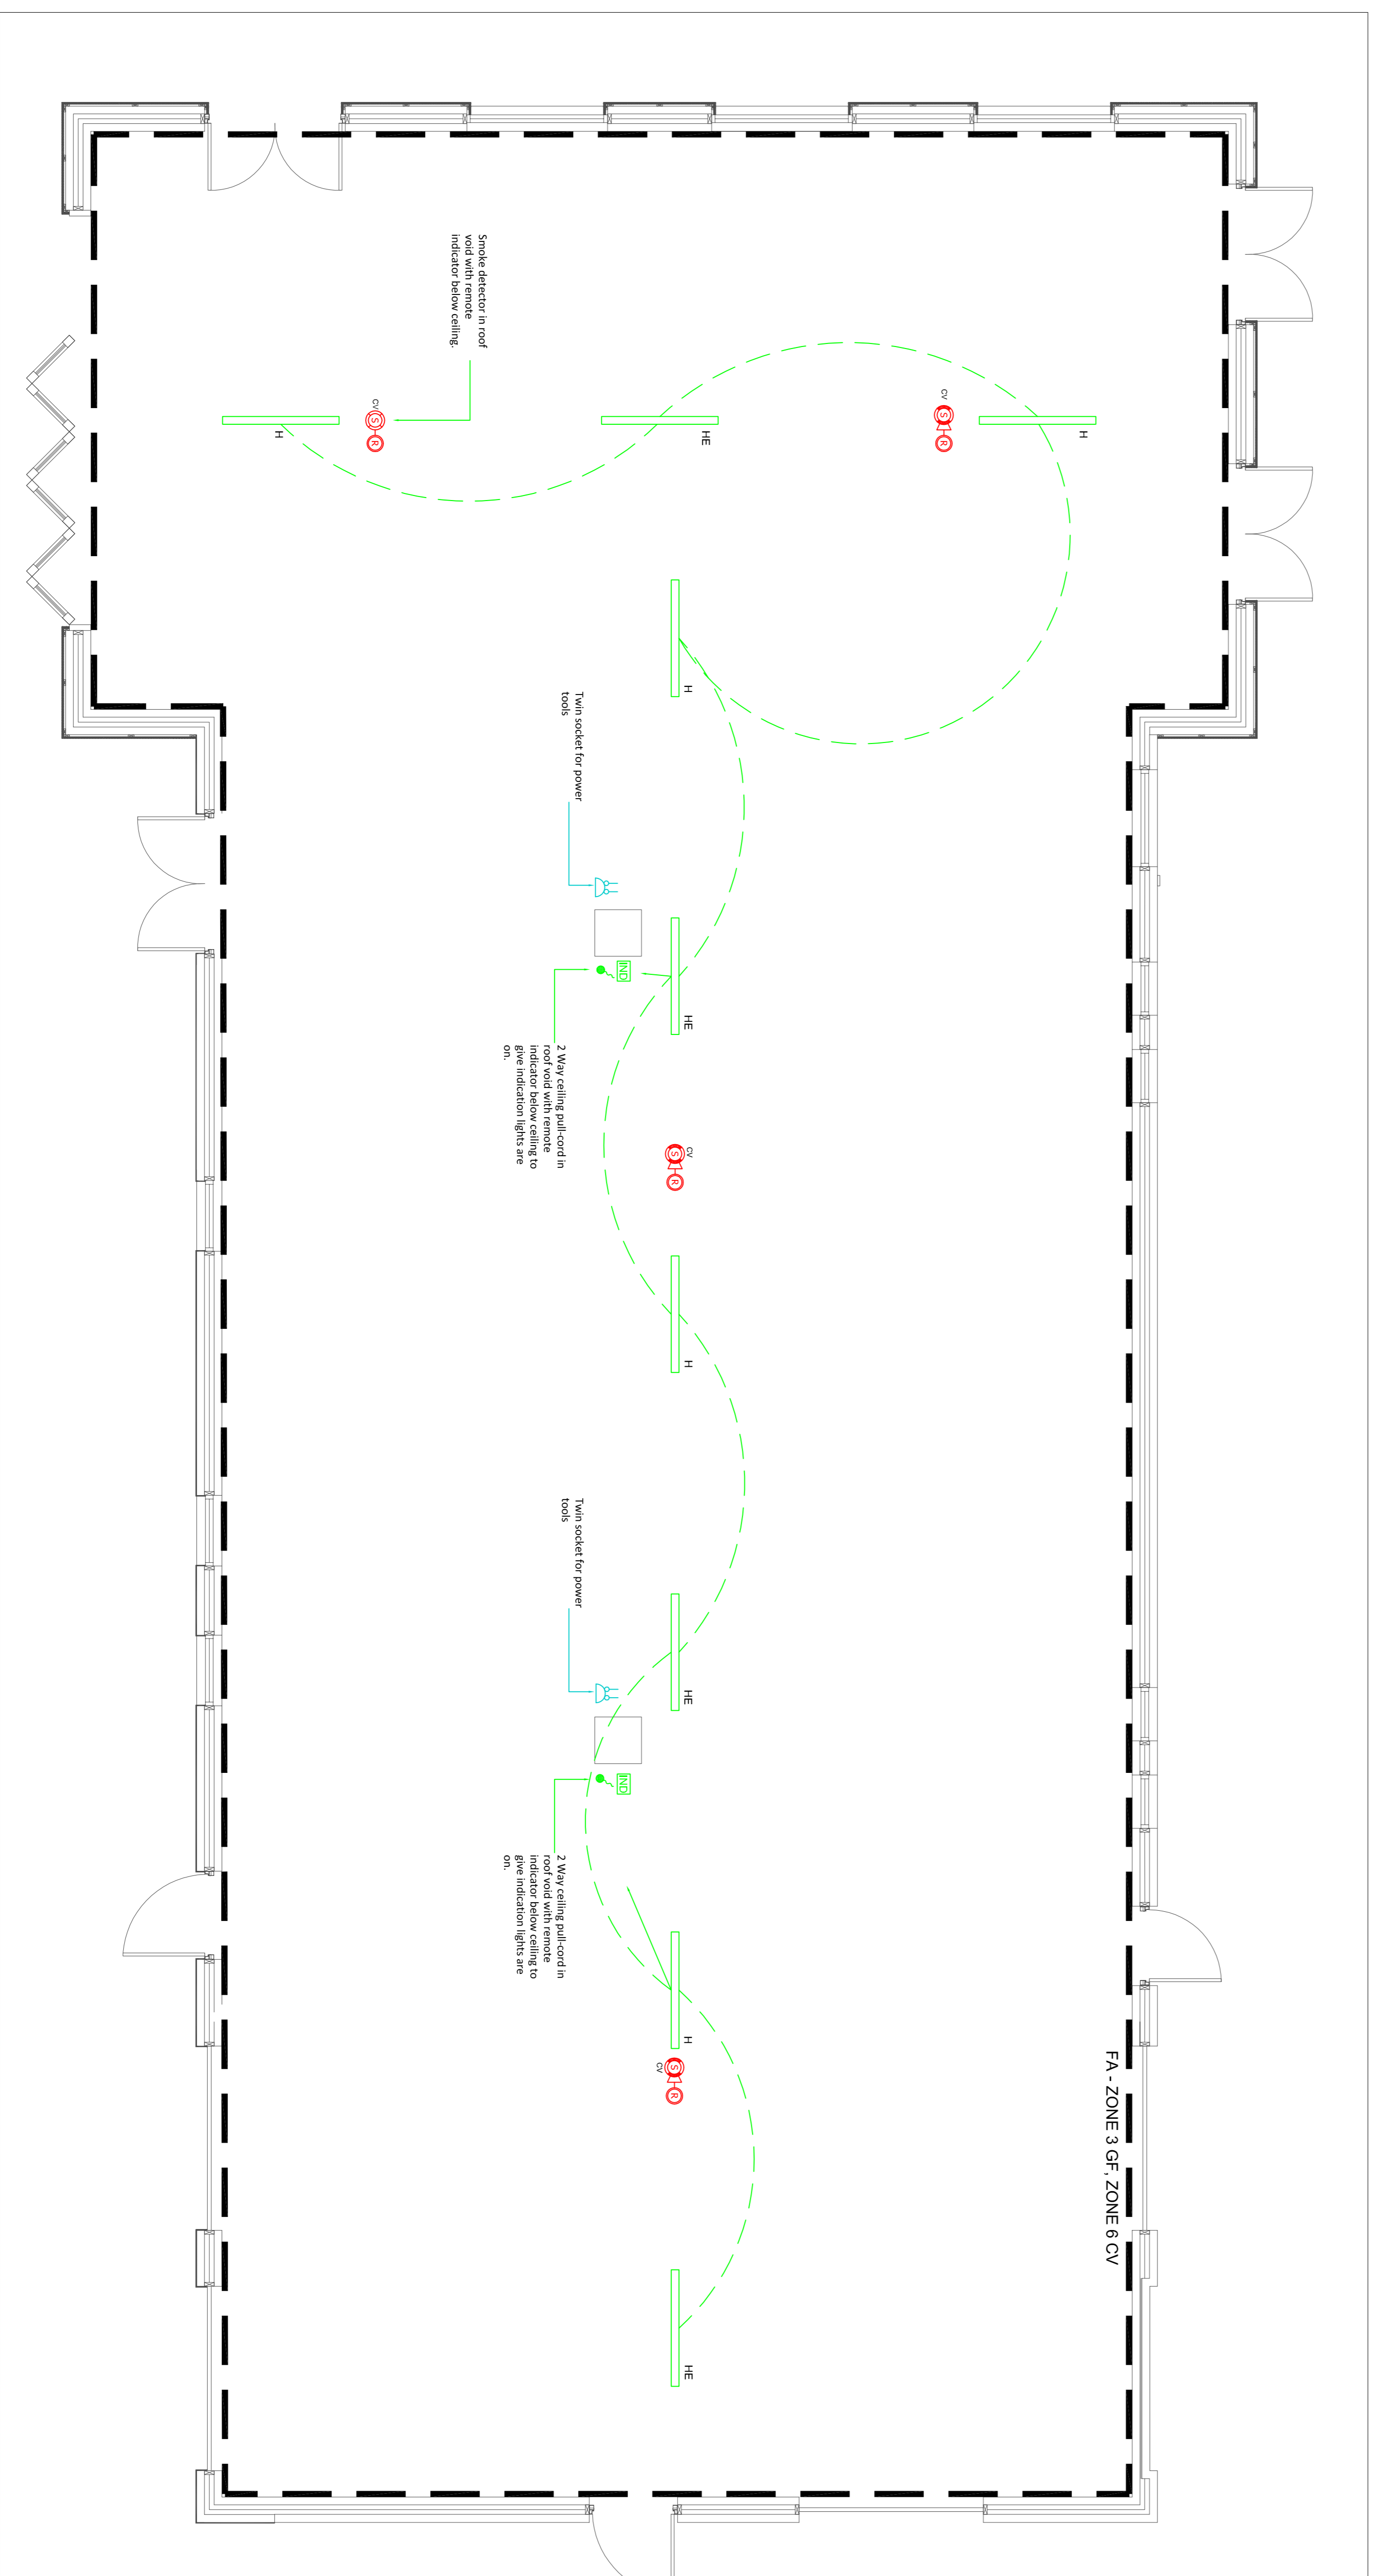 Smoke detector in roof
void with remote
indicator below ceiling.
CV
S
R
H
HE
CV
S
R
H
H
Twin socket for power
tools
IND
HE
2 Way ceiling pull-cord in
roof void with remote
indicator below ceiling to
give indication lights are
on.
CV
S
R
H
Twin socket for power
tools
HE
IND
2 Way ceiling pull-cord in
roof void with remote
indicator below ceiling to
give indication lights are
on.
H
CV
S
R
FA - ZONE 3 GF, ZONE 6 CV
HE